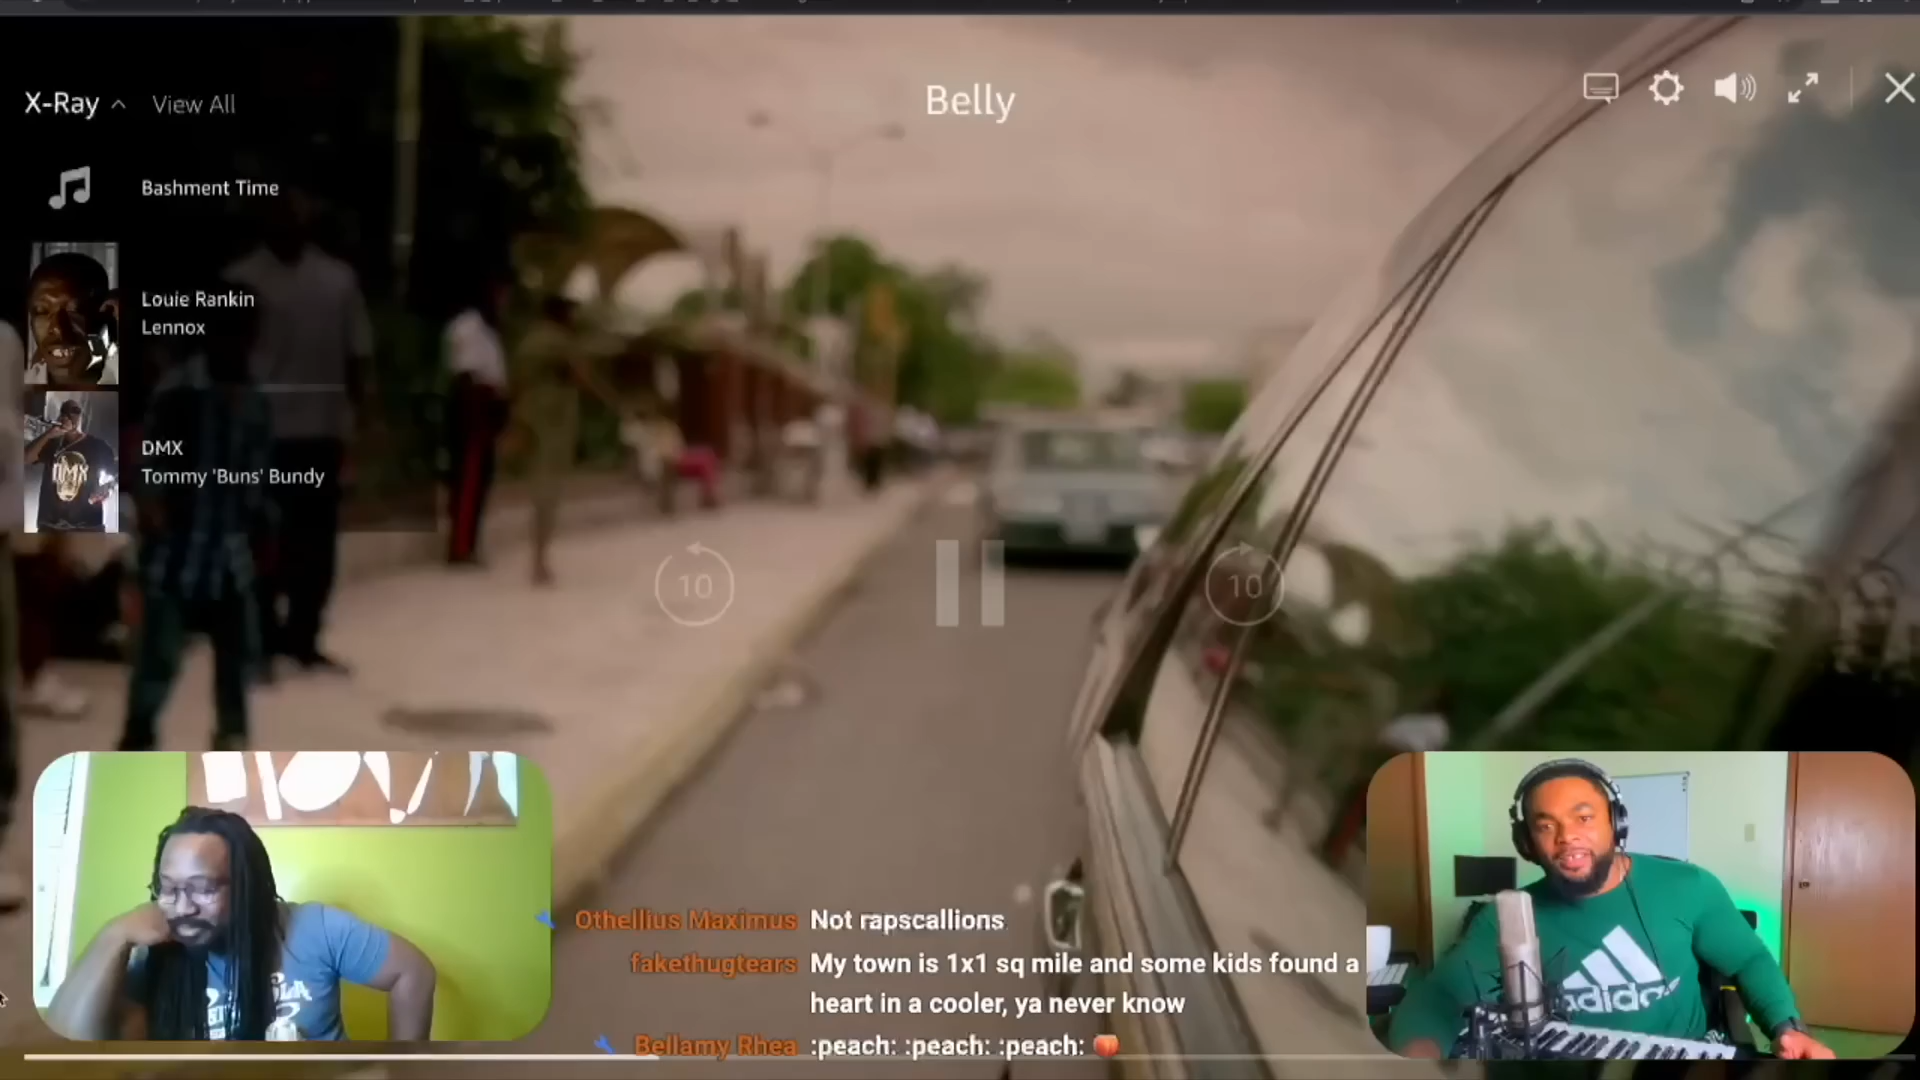 X-Ray View All
Belly
Bashment Time
Louie Rankin
Lennox
DMX
DMX
Tommy 'Buns' Bundy
10
10
Othellius Maximus Not rapscallions
fakethugtears My town is 1x1 sq mile and some kids found a
heart in a cooler, ya never know
Bellamy Rhea :peach: :peach: :peach: 🍑
adidas